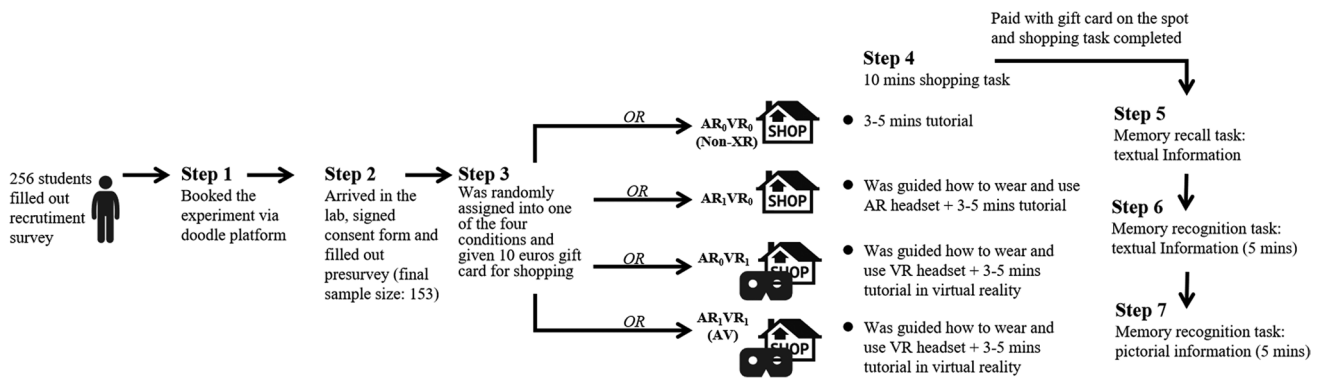 256 students
filled out
recrutiment
survey
Step 1
Booked the
experiment via
doodle platform
Step 2
Arrived in the
lab, signed
consent form and
filled out
presurvey (final
sample size: 153)
Step 3
Was randomly
assigned into one
of the four
conditions and
given 10 euros gift
card for shopping
OR
AR₀VR₀
(Non-XR)
SHOP
OR
AR₁VR₀
SHOP
OR
AR₀VR₁
SHOP
OR
AR₁VR₁
(AV)
SHOP
Step 4
10 mins shopping task
● 3-5 mins tutorial
● Was guided how to wear and use
AR headset + 3-5 mins tutorial
● Was guided how to wear and
use VR headset + 3-5 mins
tutorial in virtual reality
● Was guided how to wear and
use VR headset + 3-5 mins
tutorial in virtual reality
Paid with gift card on the spot
and shopping task completed
Step 5
Memory recall task:
textual Information
Step 6
Memory recognition task:
textual Information (5 mins)
Step 7
Memory recognition task:
pictorial information (5 mins)